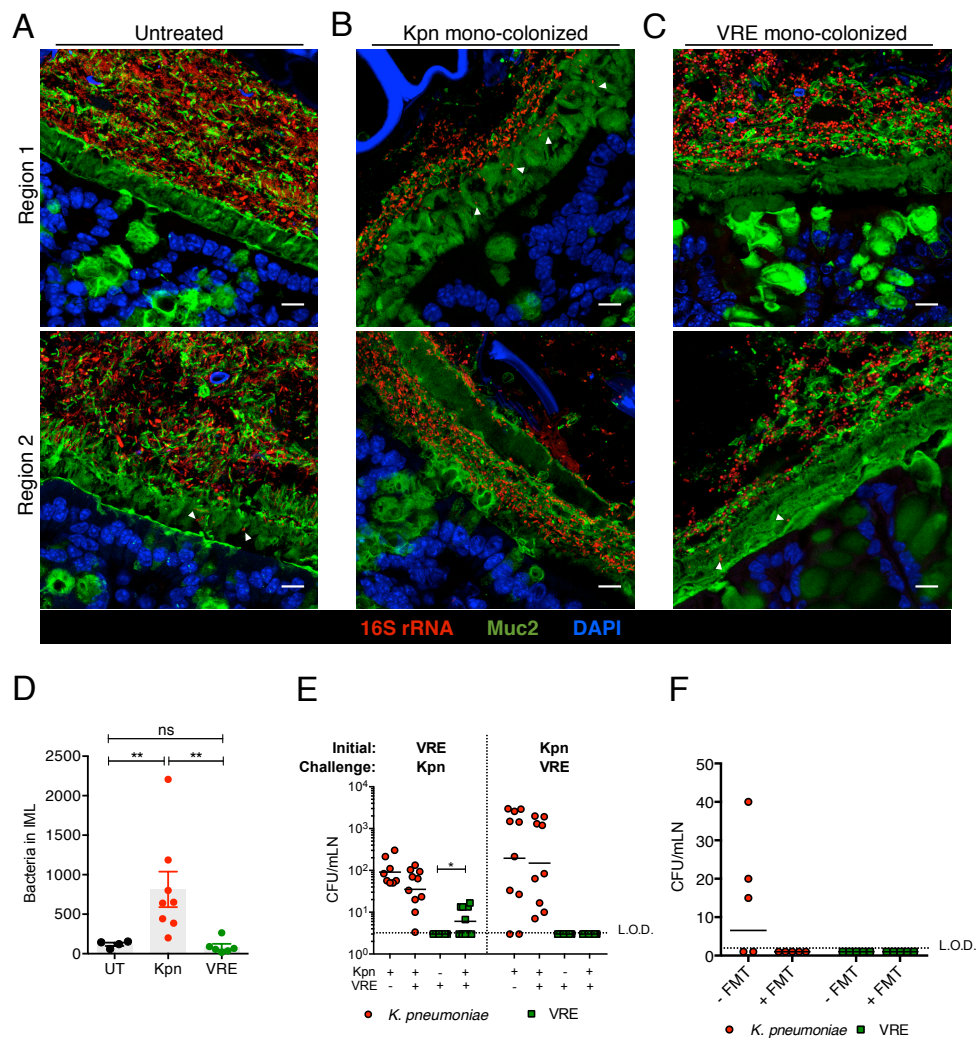 A B C
Untreated Kpn mono-colonized VRE mono-colonized
Region 1
Region 2
16S rRNA Muc2 DAPI
D
ns
** **
2500
2000
1500
1000
500
0
Bacteria in IML
UT Kpn VRE
E
Initial: VRE Kpn
Challenge: Kpn VRE
10⁴
10³
10²
10¹
10⁰
CFU/mLN
*
L.O.D.
Kpn + + - + + + - +
VRE - + + + - + + +
K. pneumoniae VRE
F
50
40
30
20
10
0
CFU/mLN
L.O.D.
- FMT + FMT - FMT + FMT
K. pneumoniae VRE